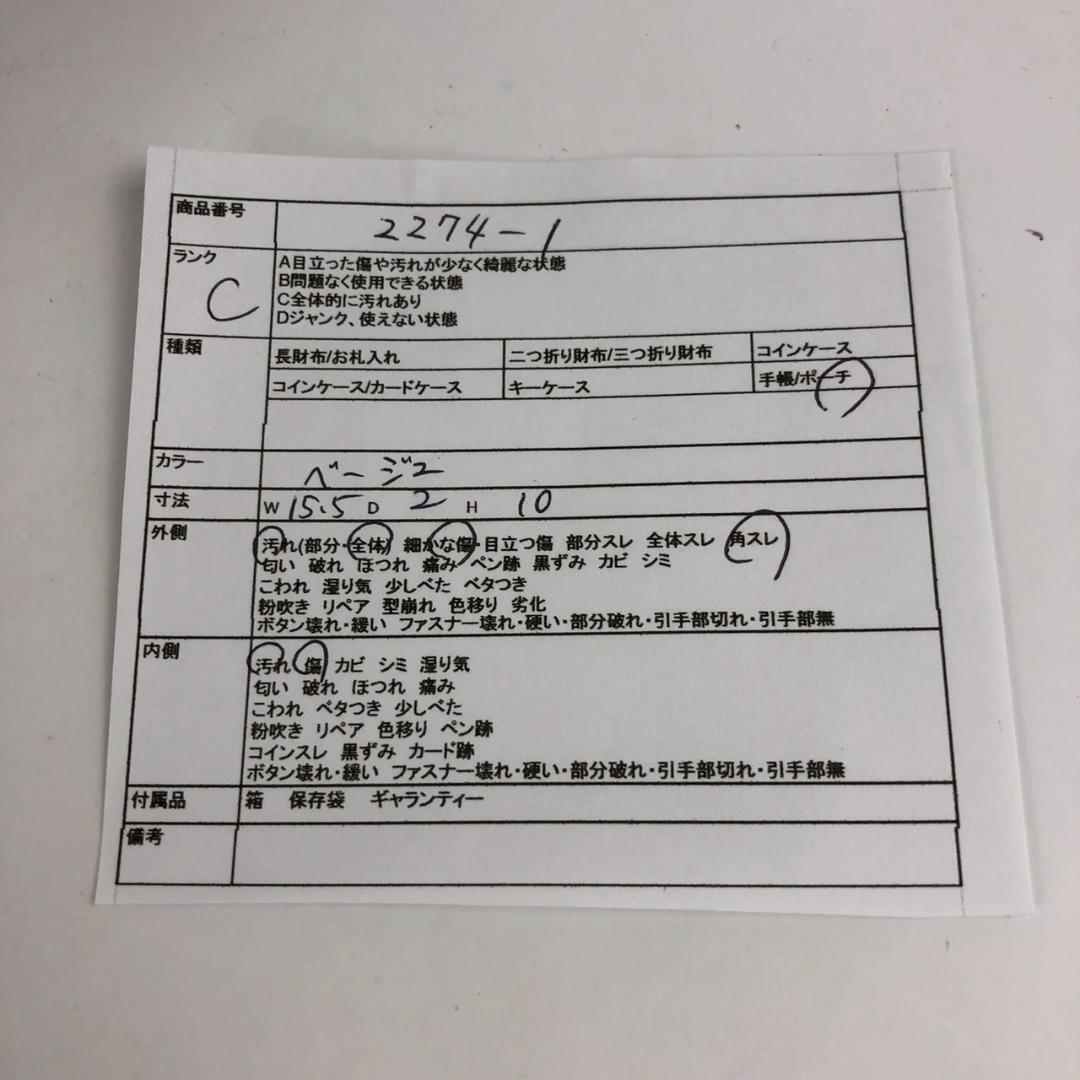 商品番号 2274-1
ランク C
A目立った傷や汚れが少なく綺麗な状態
B問題なく使用できる状態
C全体的に汚れあり
Dジャンク、使えない状態
種類
長財布/お札入れ 二つ折り財布/三つ折り財布 コインケース
コインケース/カードケース キーケース 手帳/ポーチ
カラー ベージュ
寸法 W 15.5 D 2 H 10
外側
汚れ(部分・全体) 細かな傷・目立つ傷 部分スレ 全体スレ 角スレ
匂い 破れ ほつれ 痛み ペン跡 黒ずみ カビ シミ
こわれ 湿り気 少しべた ベタつき
粉吹き リペア 型崩れ 色移り 劣化
ボタン壊れ・緩い ファスナー壊れ・硬い・部分破れ・引手部切れ・引手部無
内側
汚れ 傷 カビ シミ 湿り気
匂い 破れ ほつれ 痛み
こわれ ベタつき 少しべた
粉吹き リペア 色移り ペン跡
コインスレ 黒ずみ カード跡
ボタン壊れ・緩い ファスナー壊れ・硬い・部分破れ・引手部切れ・引手部無
付属品 箱 保存袋 ギャランティー
備考